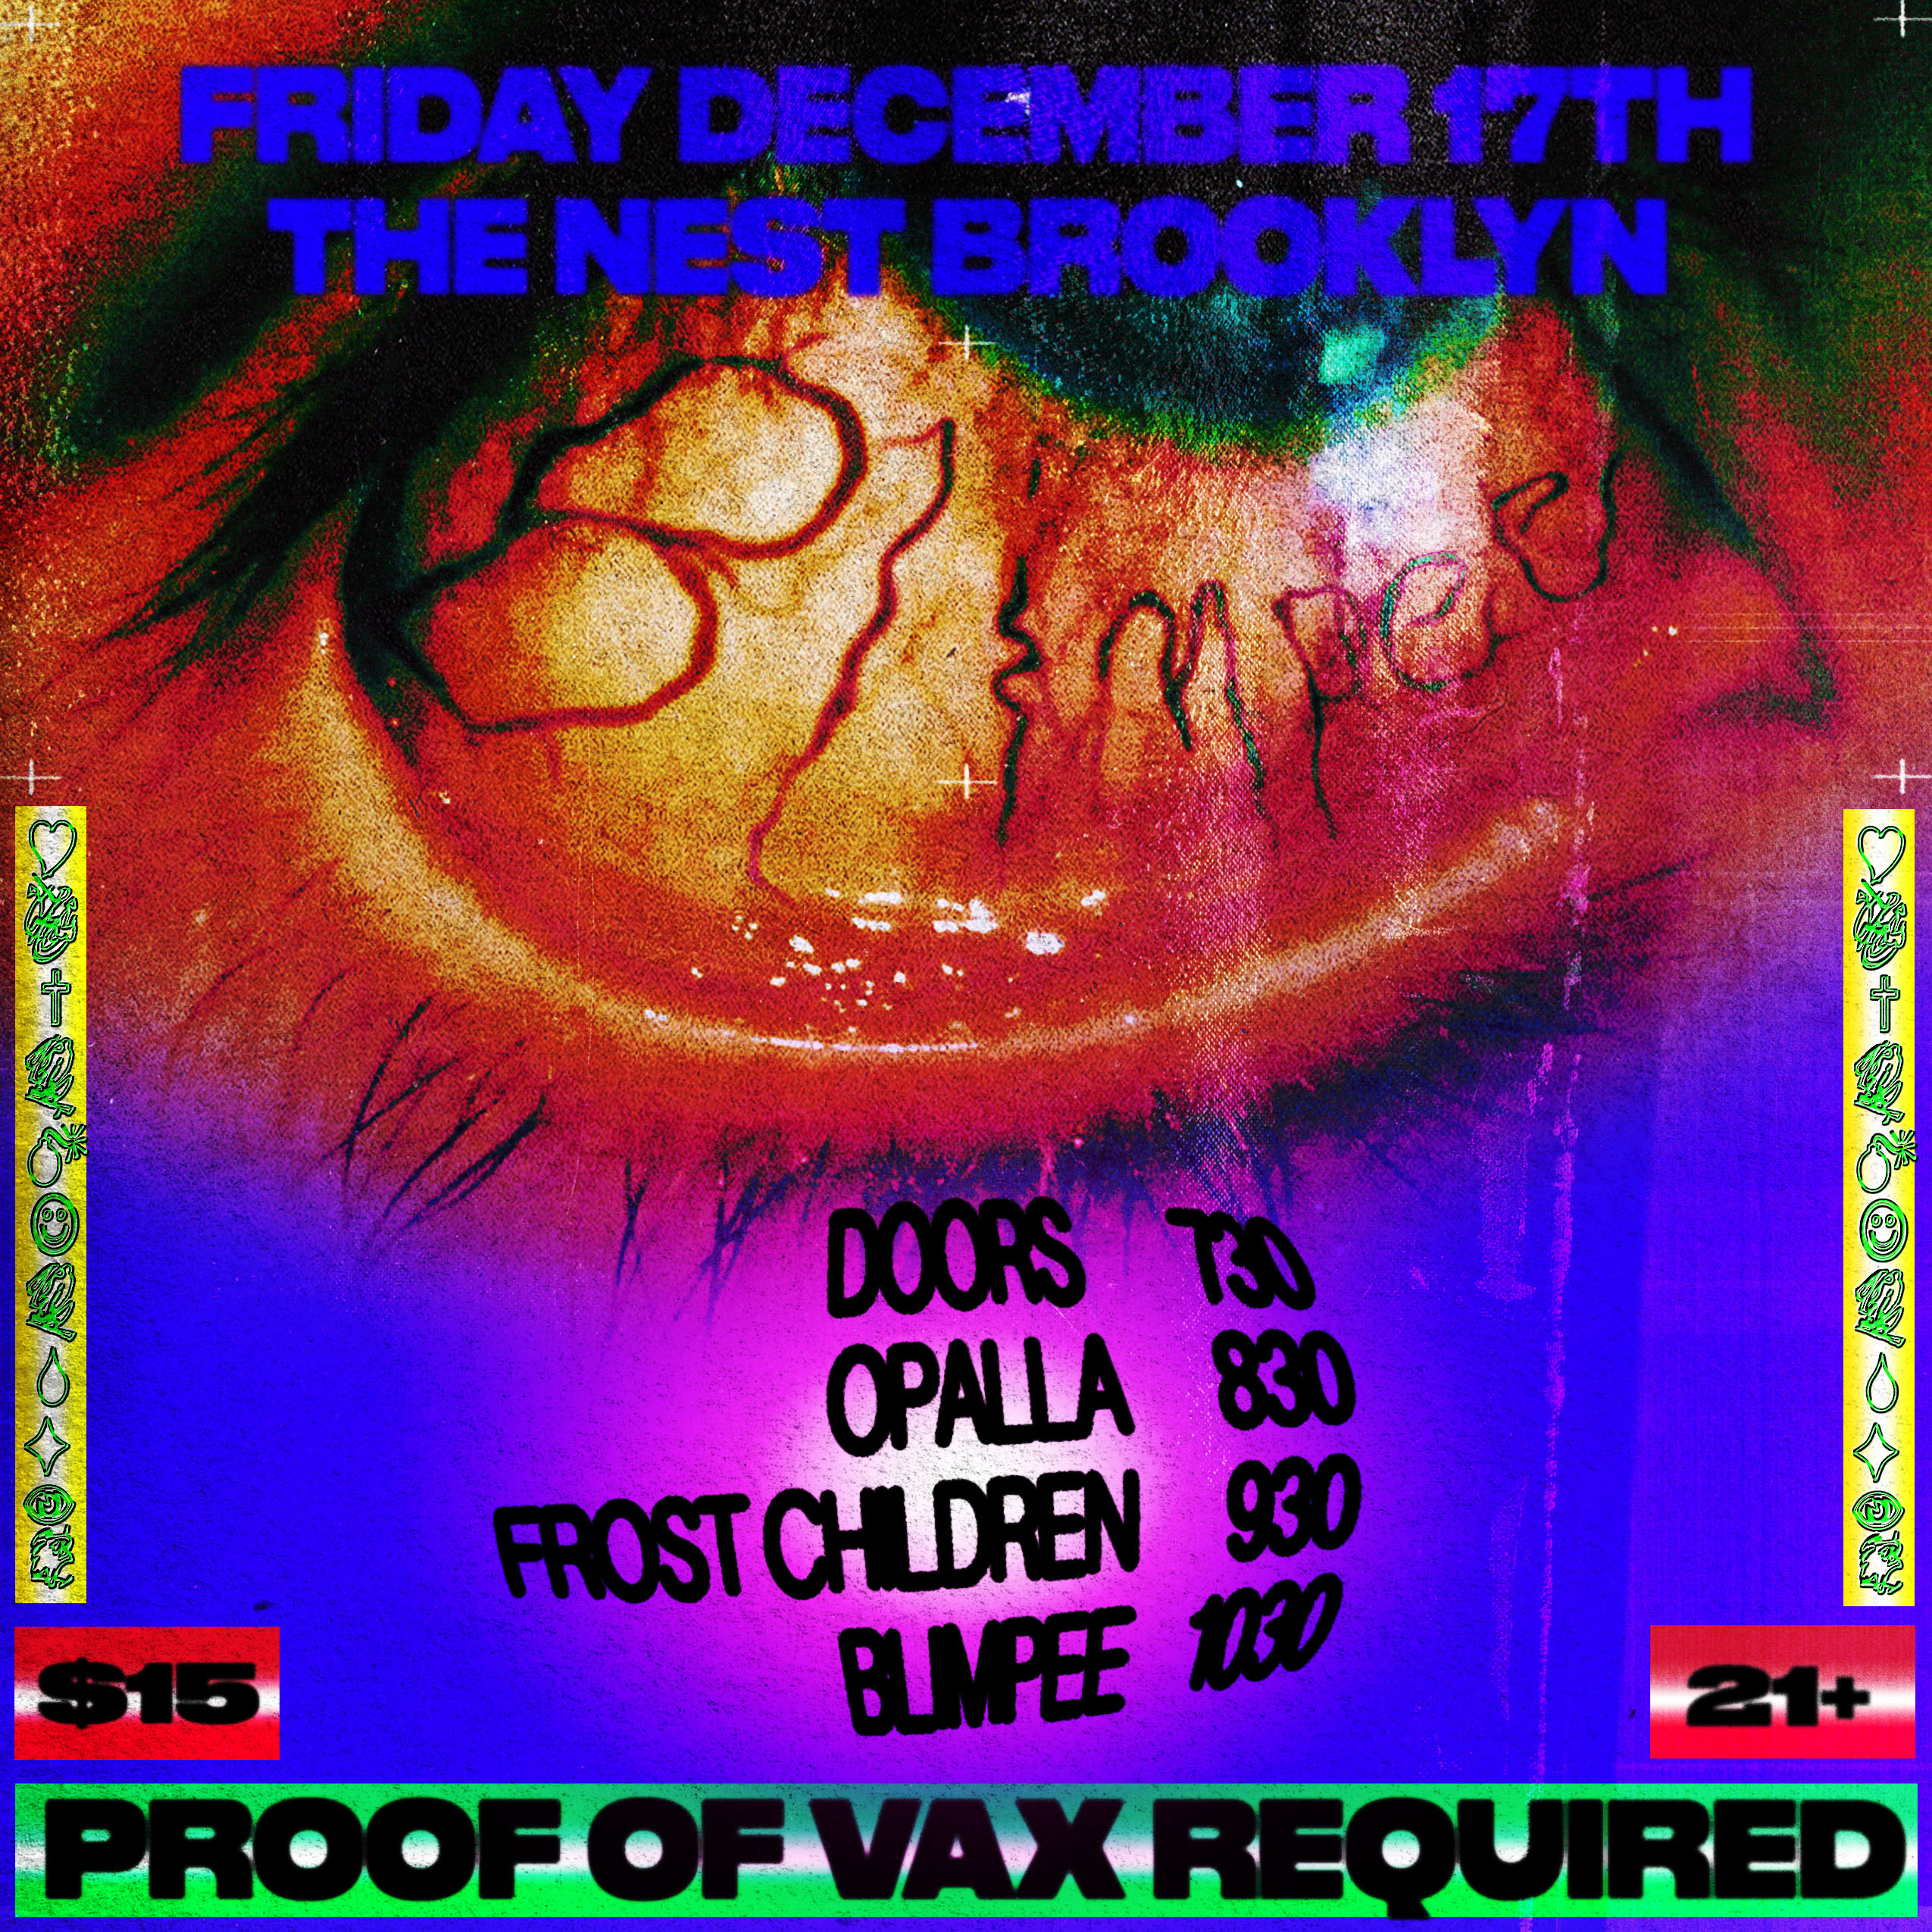 FRIDAY DECEMBER 17TH
THE NEST BROOKLYN
Blimpee
DOORS 730
OPALLA 830
FROST CHILDREN 930
BLIMPEE 1030
$15
21+
PROOF OF VAX REQUIRED